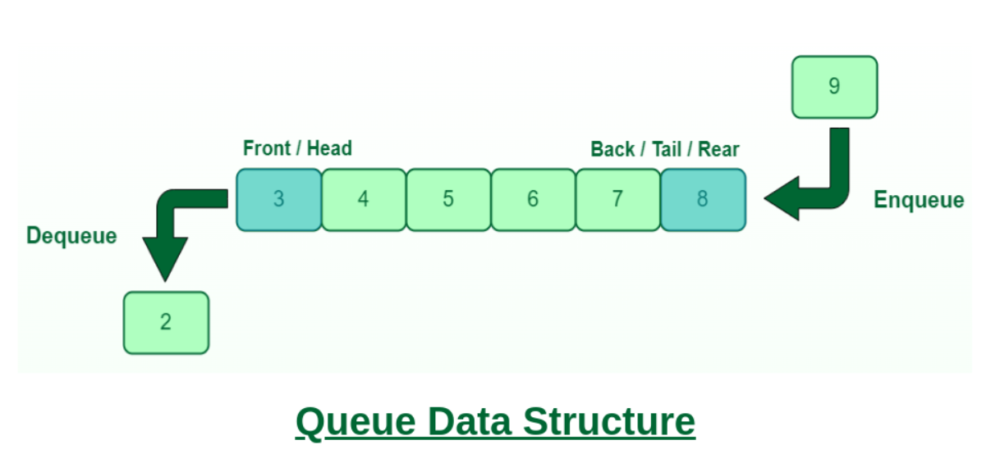 9
Front / Head
Back / Tail / Rear
3 4 5 6 7 8
Enqueue
Dequeue
2
Queue Data Structure